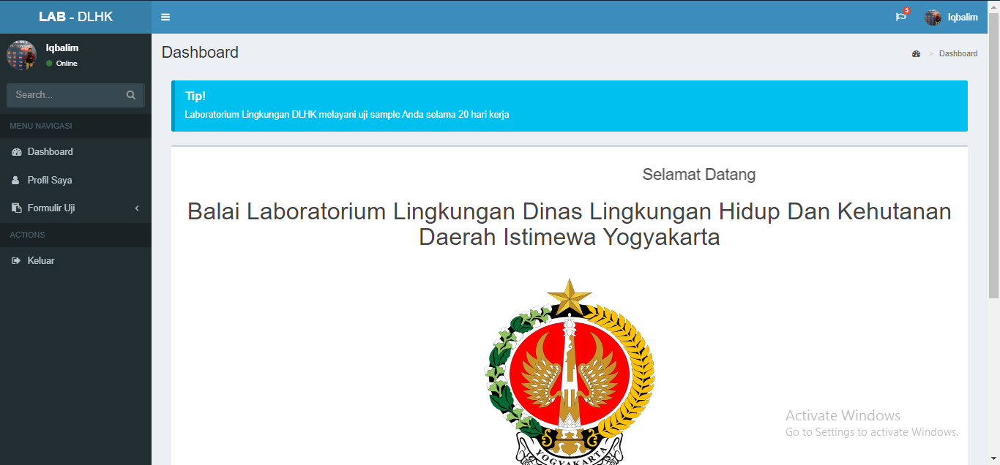 LAB - DLHK
3
Iqbalim
Iqbalim
Online
Search...
MENU NAVIGASI
Dashboard
Profil Saya
Formulir Uji
ACTIONS
Keluar
Dashboard
> Dashboard
Tip!
Laboratorium Lingkungan DLHK melayani uji sample Anda selama 20 hari kerja
Selamat Datang
Balai Laboratorium Lingkungan Dinas Lingkungan Hidup Dan Kehutanan
Daerah Istimewa Yogyakarta
YOGYAKARTA
Activate Windows
Go to Settings to activate Windows.